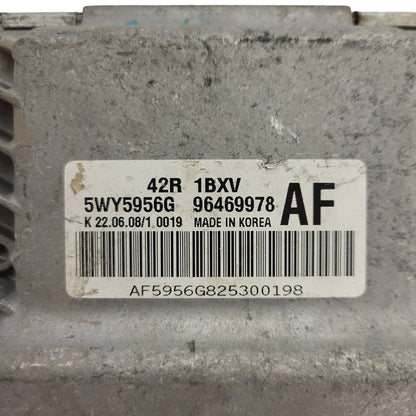 42R 1BXV
5WY5956G 96469978 AF
K 22.06.08/1 0019 MADE IN KOREA
AF5956G825300198